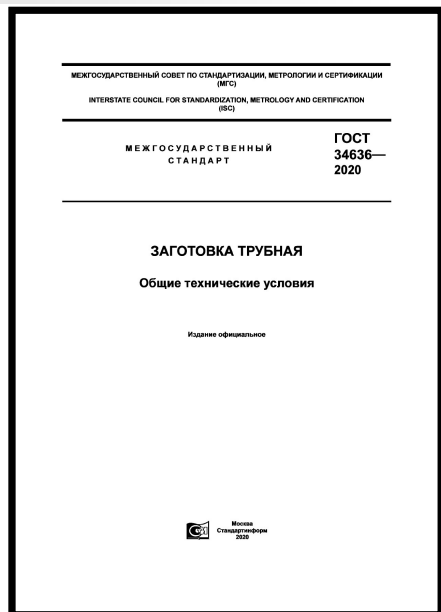 МЕЖГОСУДАРСТВЕННЫЙ СОВЕТ ПО СТАНДАРТИЗАЦИИ, МЕТРОЛОГИИ И СЕРТИФИКАЦИИ
(МГС)
INTERSTATE COUNCIL FOR STANDARDIZATION, METROLOGY AND CERTIFICATION
(ISC)
МЕЖГОСУДАРСТВЕННЫЙ
СТАНДАРТ
ГОСТ
34636—
2020
ЗАГОТОВКА ТРУБНАЯ
Общие технические условия
Издание официальное
Москва
Стандартинформ
2020